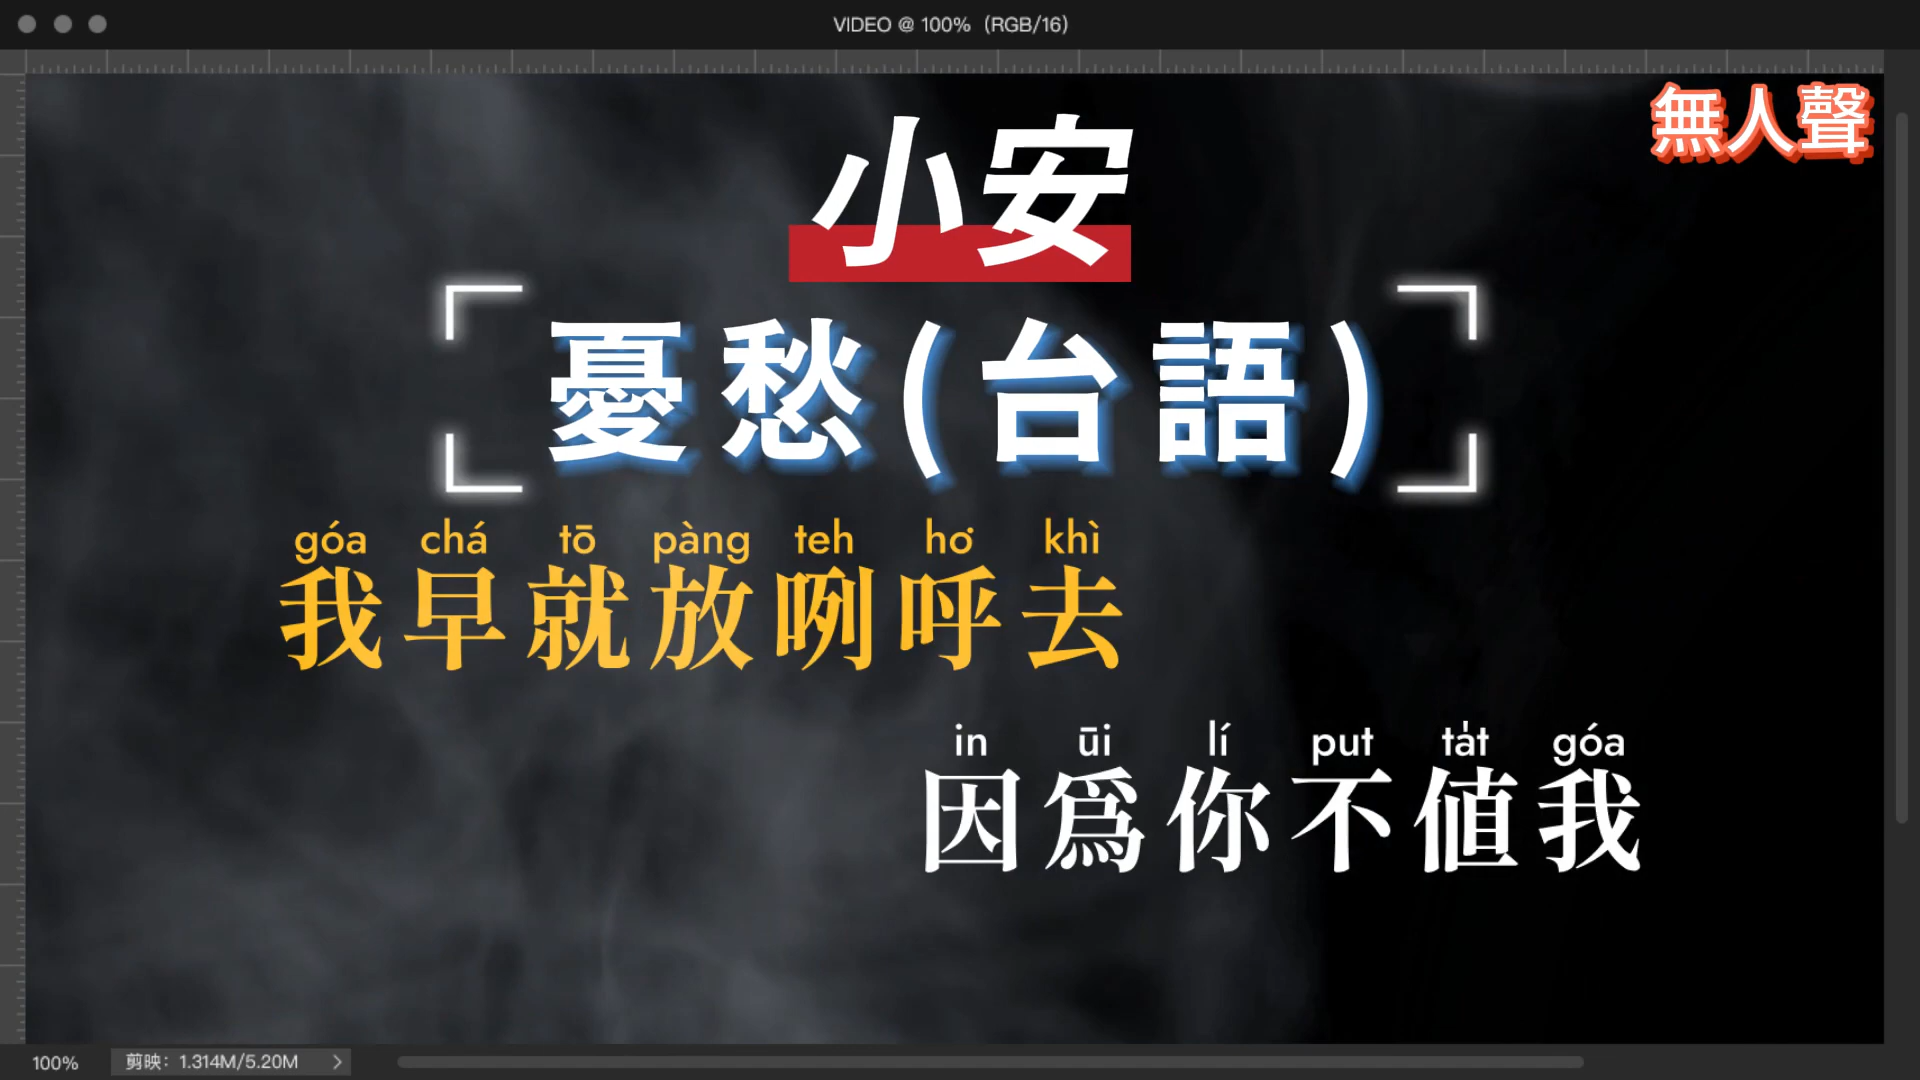 VIDEO @ 100% (RGB/16)
無人聲
小安
憂愁(台語)
góa chá tō pàng teh hơ khì
我早就放咧呼去
in ūi lí put ta̍t góa
因爲你不値我
100% 剪映: 1.314M/5.20M